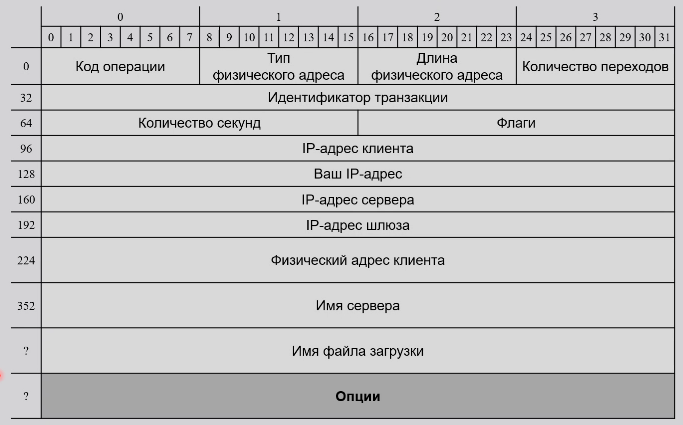 0 1 2 3
0 1 2 3 4 5 6 7 8 9 10 11 12 13 14 15 16 17 18 19 20 21 22 23 24 25 26 27 28 29 30 31
0 Код операции Тип физического адреса Длина физического адреса Количество переходов
32 Идентификатор транзакции
64 Количество секунд Флаги
96 IP-адрес клиента
128 Ваш IP-адрес
160 IP-адрес сервера
192 IP-адрес шлюза
224 Физический адрес клиента
352 Имя сервера
? Имя файла загрузки
? Опции